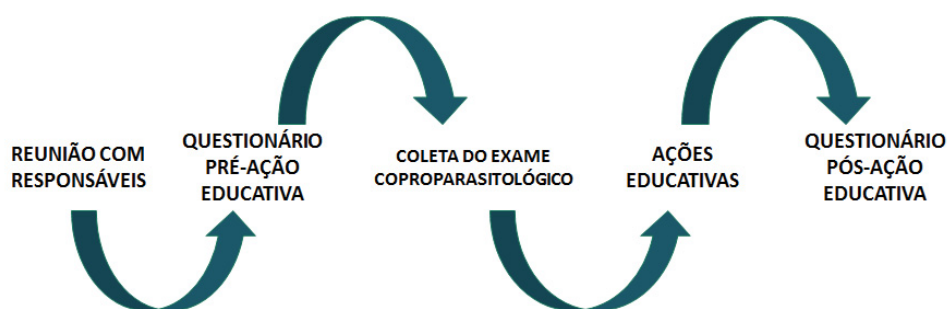 REUNIÃO COM
RESPONSÁVEIS
QUESTIONÁRIO
PRÉ-AÇÃO
EDUCATIVA
COLETA DO EXAME
COPROPARASITOLÓGICO
AÇÕES
EDUCATIVAS
QUESTIONÁRIO
PÓS-AÇÃO
EDUCATIVA